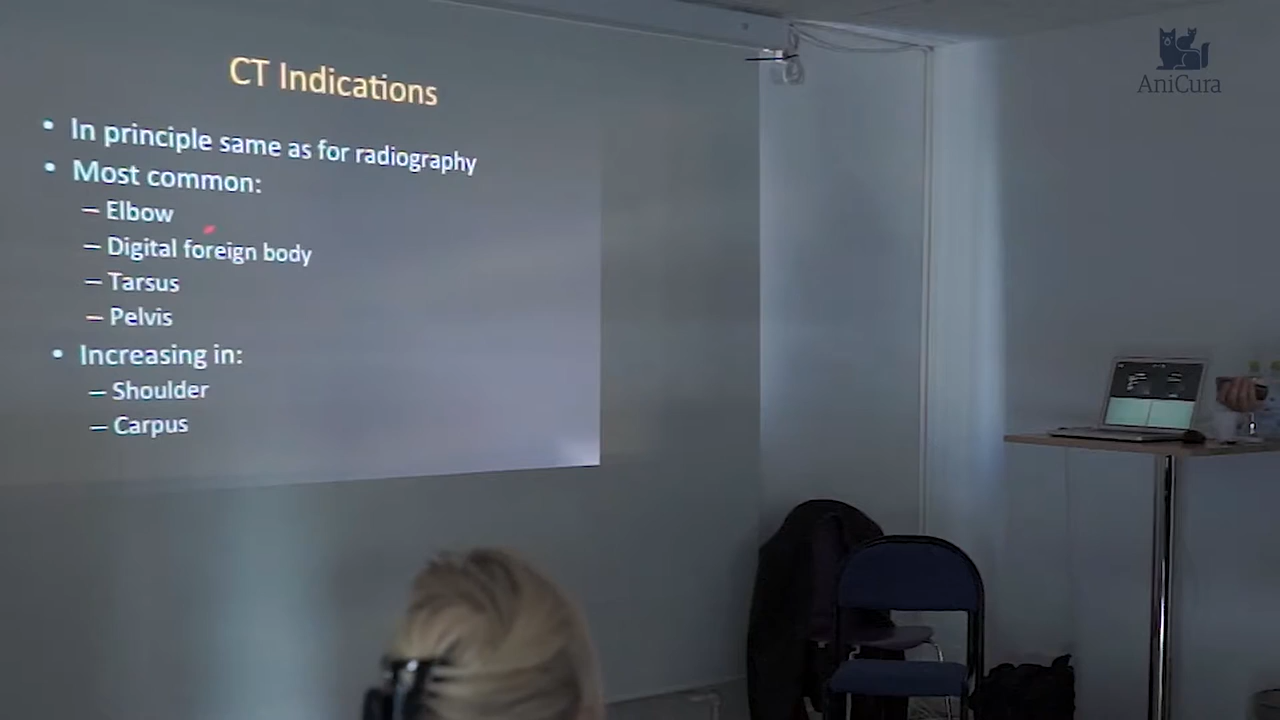 CT Indications
• In principle same as for radiography
• Most common:
– Elbow
– Digital foreign body
– Tarsus
– Pelvis
• Increasing in:
– Shoulder
– Carpus
AniCura